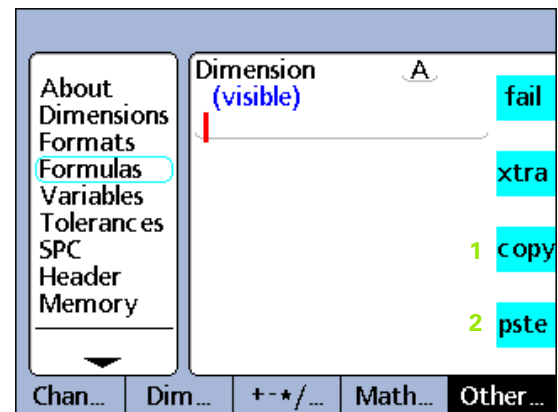 About
Dimensions
Formats
Formulas
Variables
Tolerances
SPC
Header
Memory
Dimension A
(visible)
fail
xtra
1 copy
2 pste
Chan... Dim... +-*/... Math... Other...